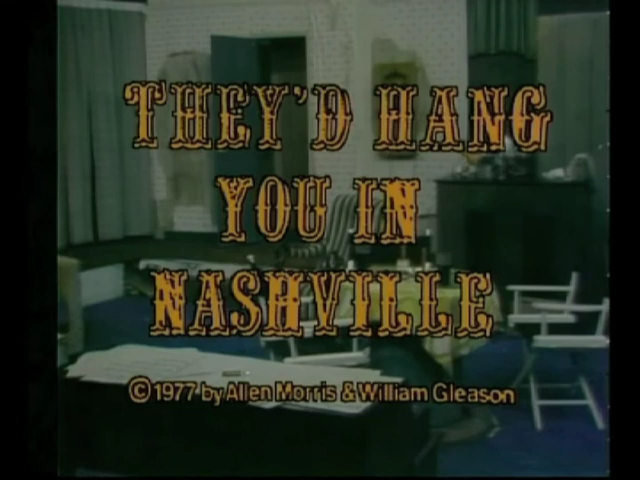 THEY'D HANG
YOU IN
NASHVILLE
© 1977 by Allen Morris & William Gleason